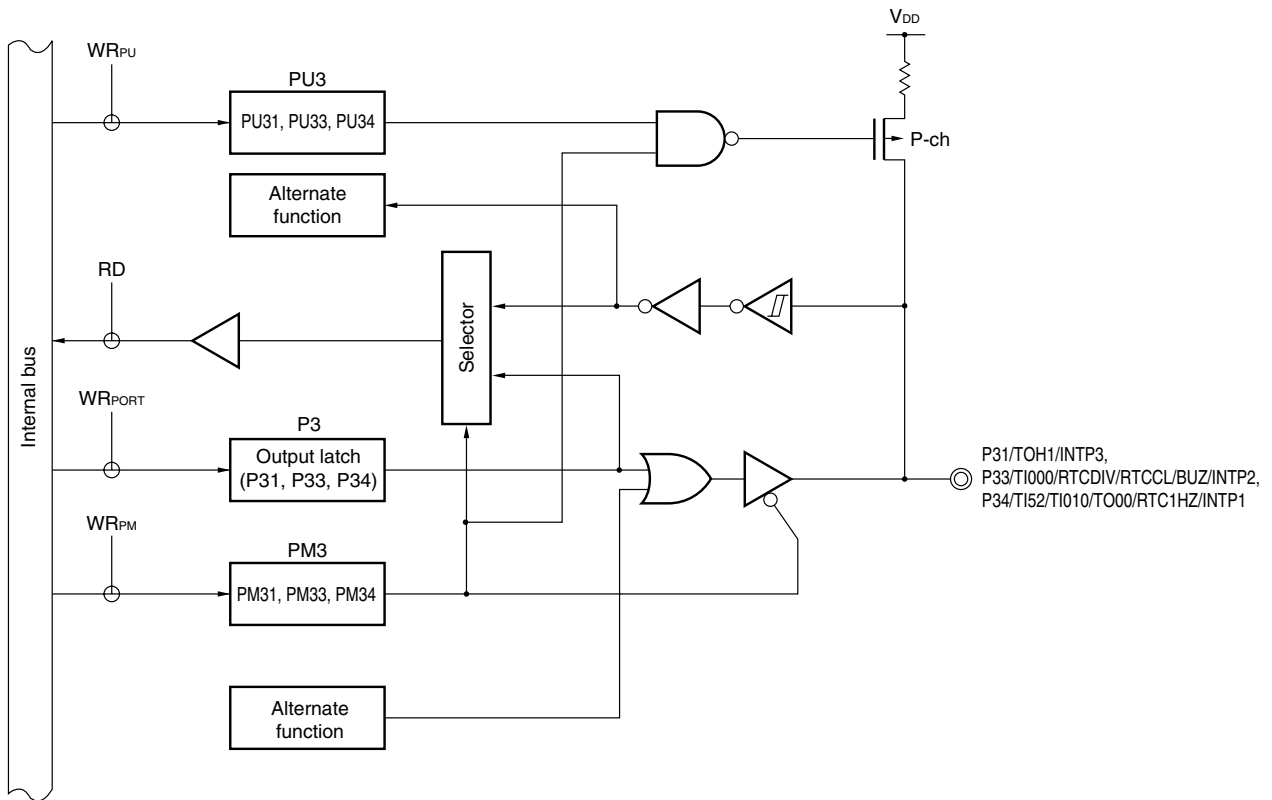 VDD
WRPU
PU3
PU31, PU33, PU34
P-ch
Alternate
function
RD
Selector
Internal bus
WRPORT
P3
Output latch
(P31, P33, P34)
P31/TOH1/INTP3,
P33/TI000/RTCDIV/RTCCL/BUZ/INTP2,
P34/TI52/TI010/TO00/RTC1HZ/INTP1
WRPM
PM3
PM31, PM33, PM34
Alternate
function